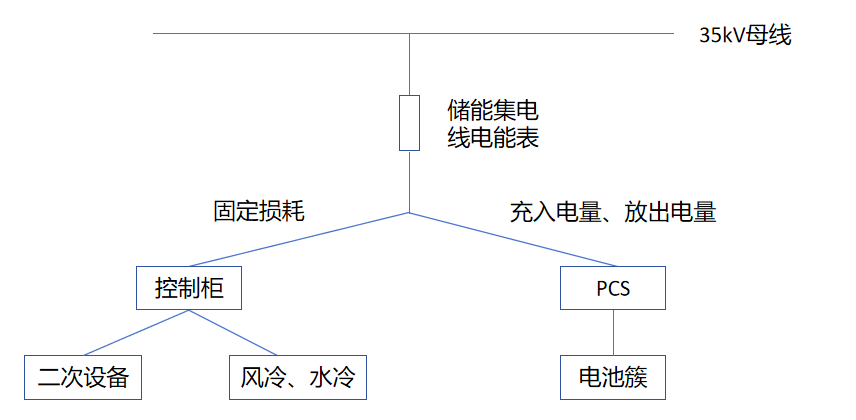 35kV母线
储能集电
线电能表
固定损耗
充入电量、放出电量
控制柜
PCS
二次设备
风冷、水冷
电池簇